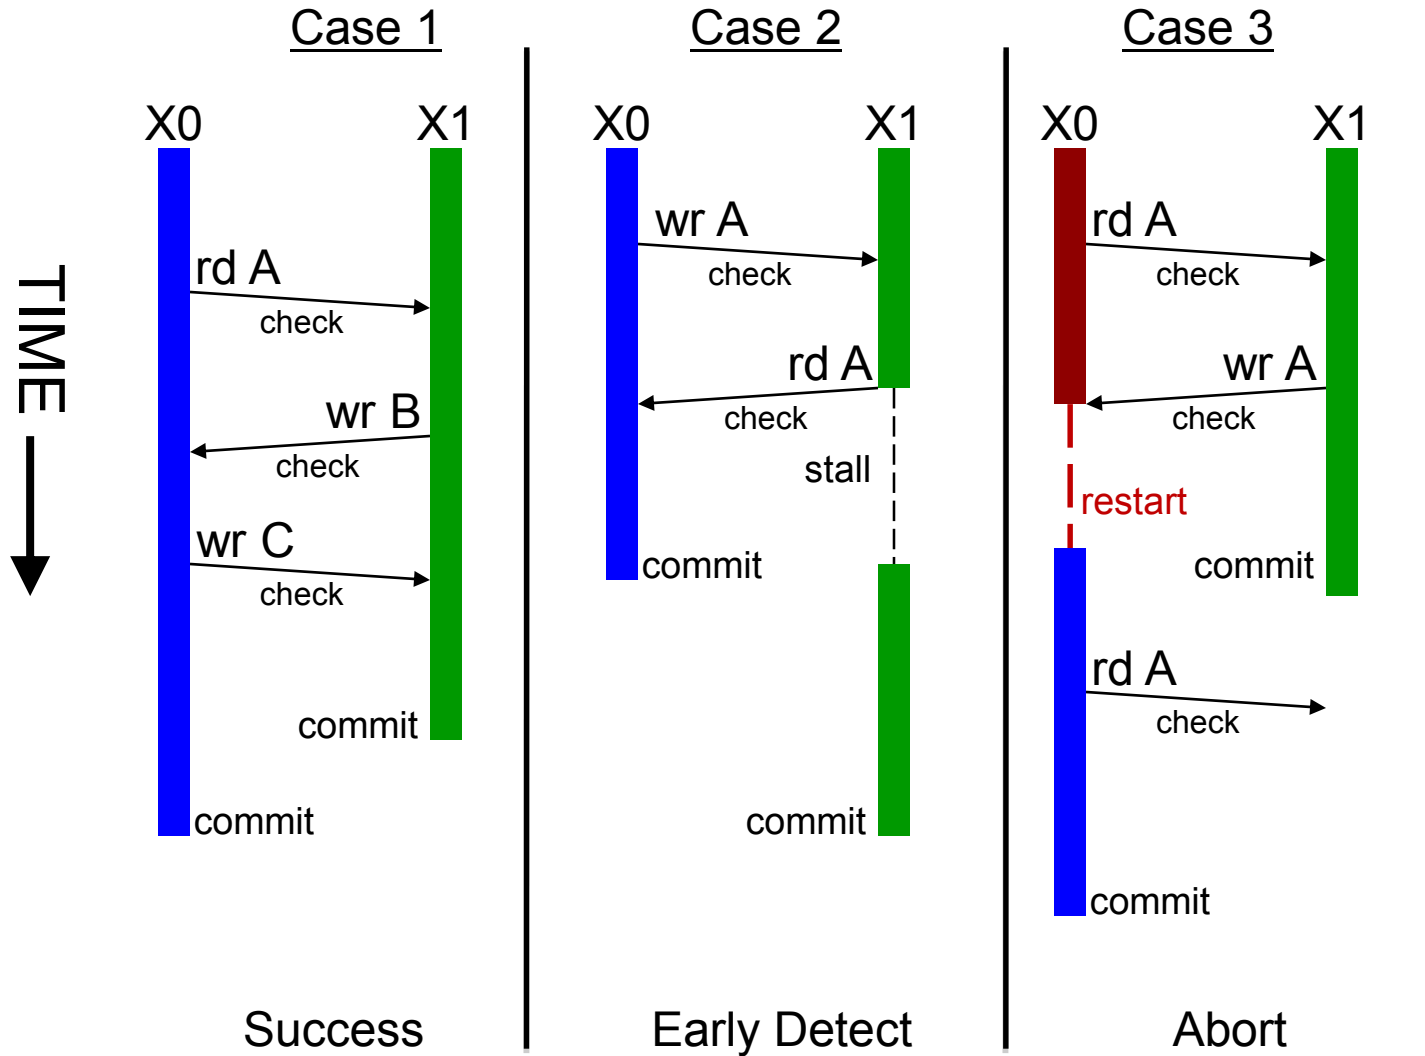 Case 1
Case 2
Case 3
X0
X1
X0
X1
X0
X1
TIME
rd A
check
wr B
check
wr C
check
commit
commit
wr A
check
rd A
check
stall
commit
commit
rd A
check
wr A
check
restart
commit
rd A
check
commit
Success
Early Detect
Abort